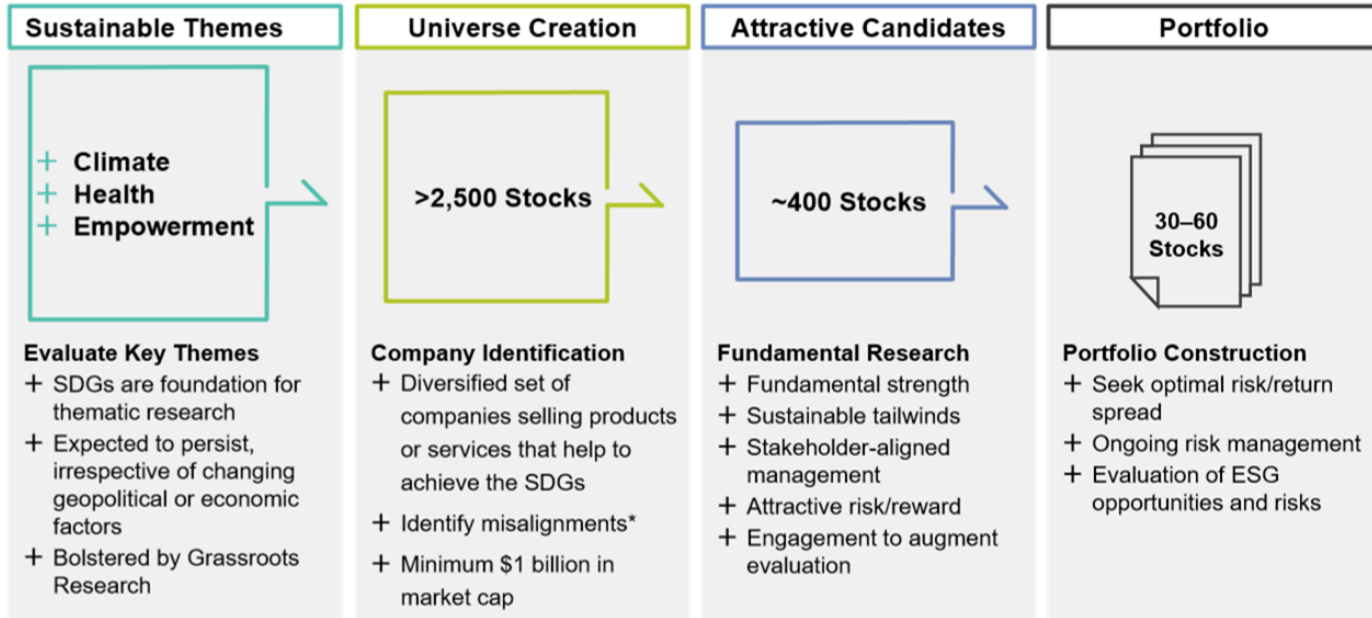 Sustainable Themes
+ Climate
+ Health
+ Empowerment
Evaluate Key Themes
+ SDGs are foundation for
thematic research
+ Expected to persist,
irrespective of changing
geopolitical or economic
factors
+ Bolstered by Grassroots
Research
Universe Creation
>2,500 Stocks
Company Identification
+ Diversified set of
companies selling products
or services that help to
achieve the SDGs
+ Identify misalignments*
+ Minimum $1 billion in
market cap
Attractive Candidates
~400 Stocks
Fundamental Research
+ Fundamental strength
+ Sustainable tailwinds
+ Stakeholder-aligned
management
+ Attractive risk/reward
+ Engagement to augment
evaluation
Portfolio
30–60
Stocks
Portfolio Construction
+ Seek optimal risk/return
spread
+ Ongoing risk management
+ Evaluation of ESG
opportunities and risks